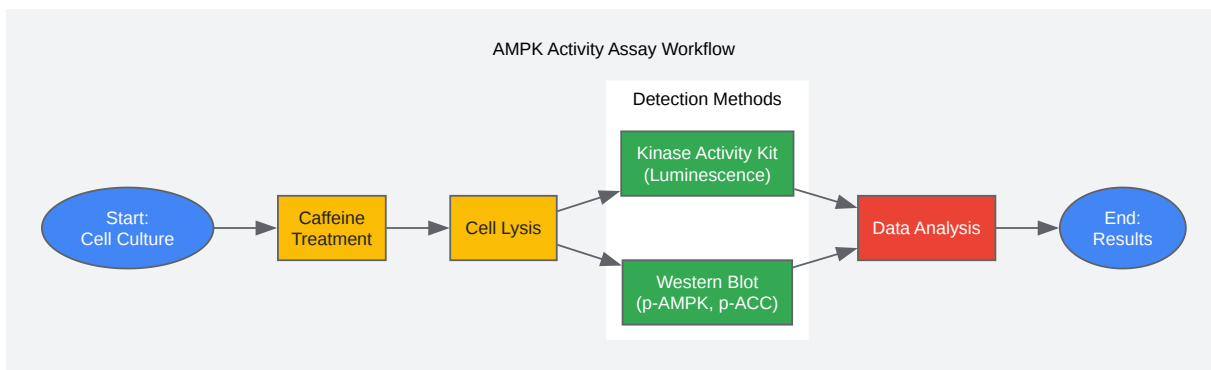 AMPK Activity Assay Workflow
Detection Methods
Start:
Cell Culture
Caffeine
Treatment
Cell Lysis
Kinase Activity Kit
(Luminescence)
Western Blot
(p-AMPK, p-ACC)
Data Analysis
End:
Results